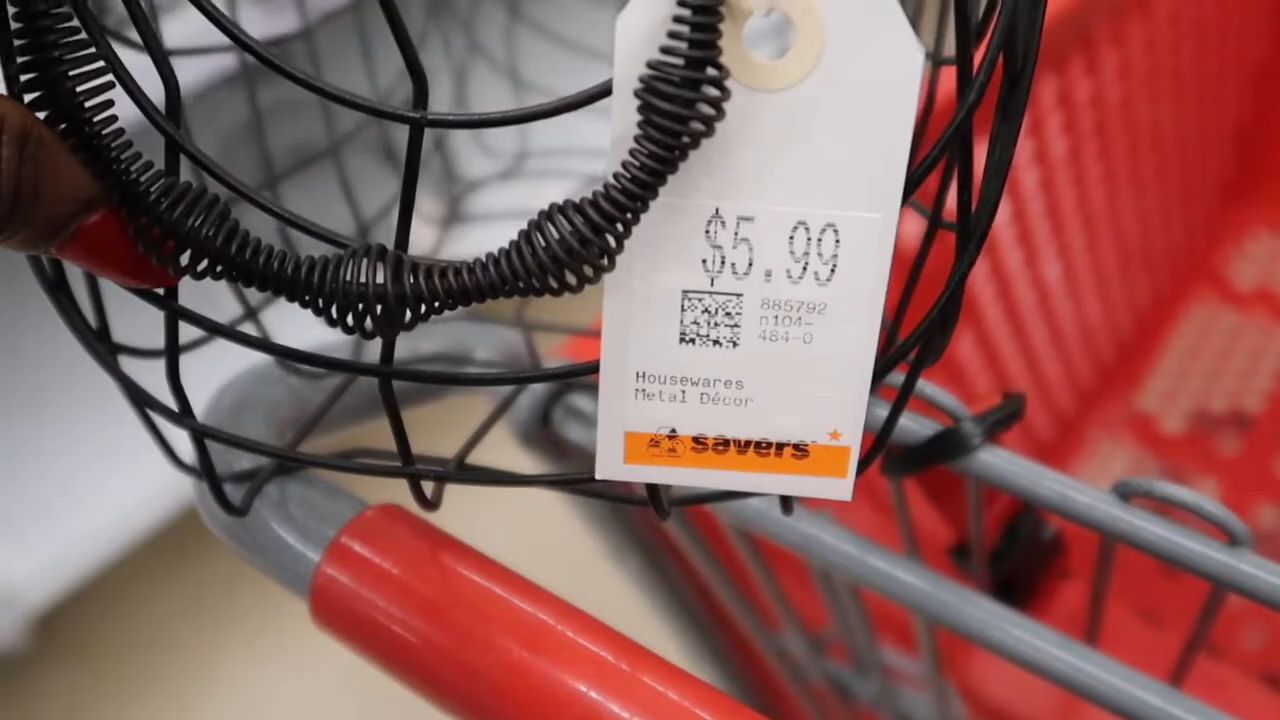 $5.99
885792
n104-
484-0
Housewares
Metal Décor
savers